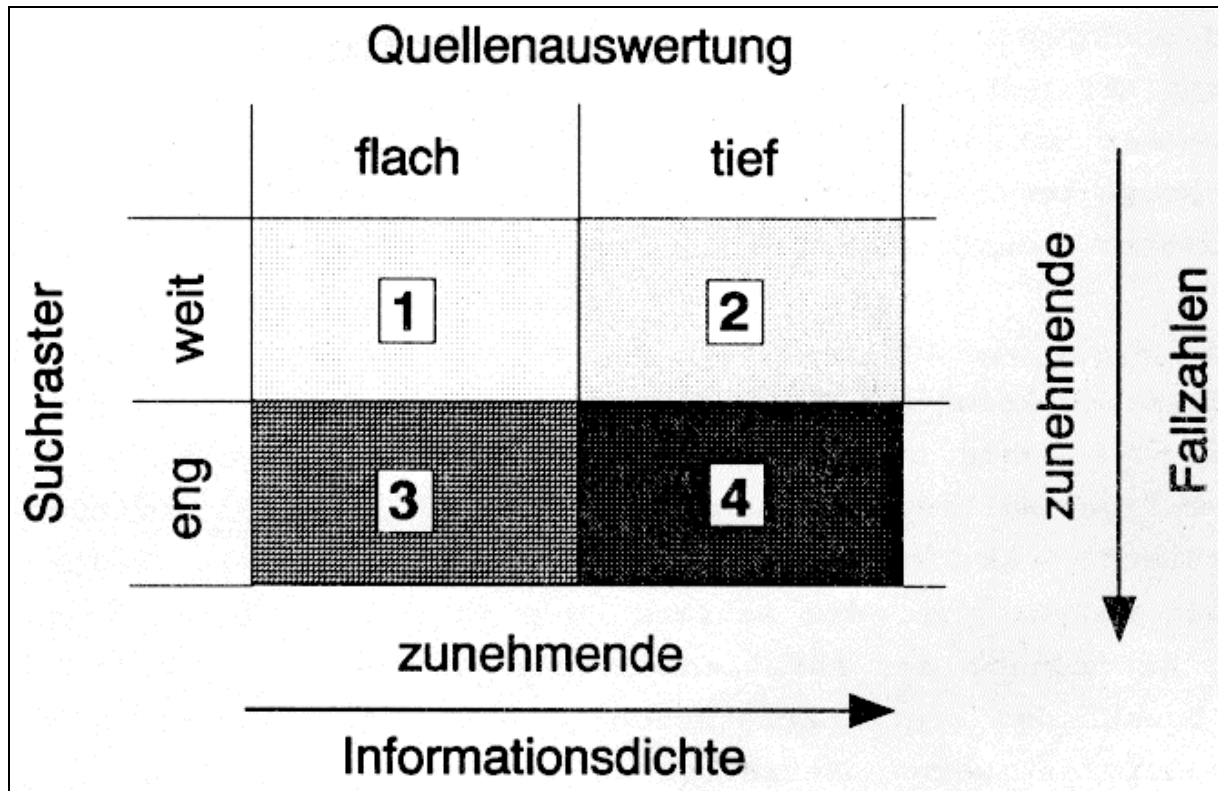 Quellenauswertung
flach
tief
Suchraster
weit
eng
1
2
3
4
zunehmende
Fallzahlen
zunehmende
Informationsdichte